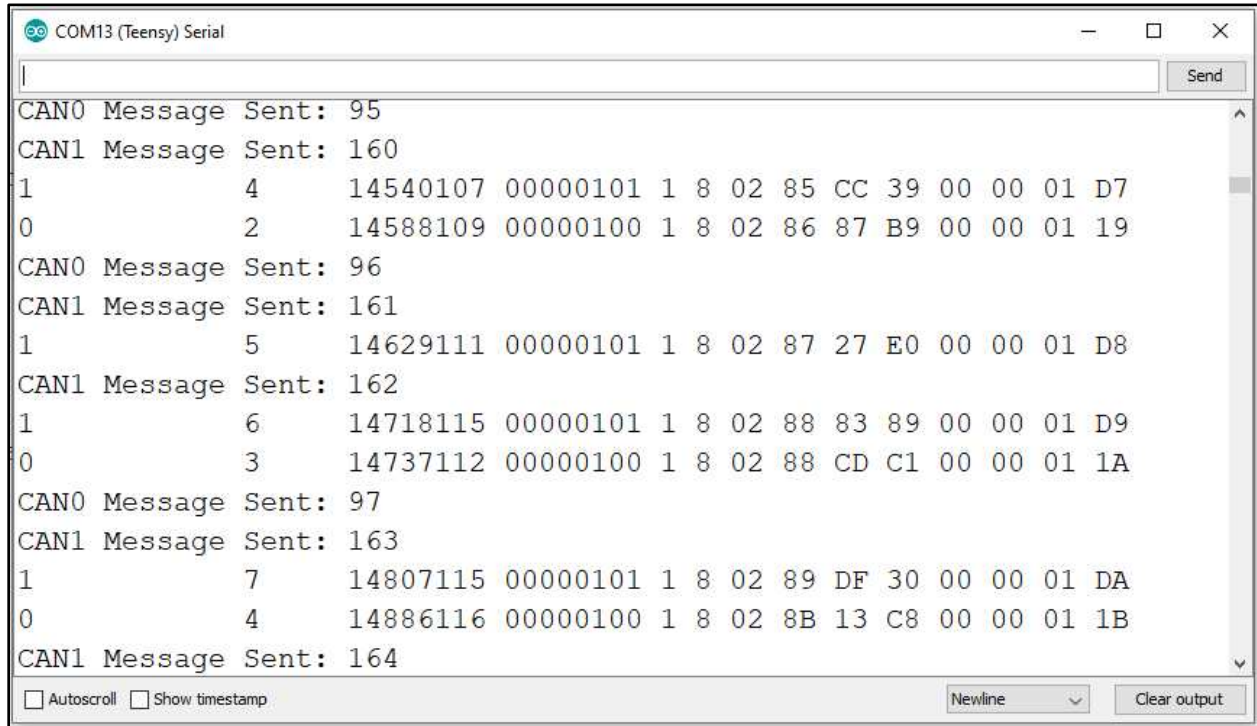 COM13 (Teensy) Serial
Send
CAN0 Message Sent: 95
CAN1 Message Sent: 160
1 4 14540107 00000101 1 8 02 85 CC 39 00 00 01 D7
0 2 14588109 00000100 1 8 02 86 87 B9 00 00 01 19
CAN0 Message Sent: 96
CAN1 Message Sent: 161
1 5 14629111 00000101 1 8 02 87 27 E0 00 00 01 D8
CAN1 Message Sent: 162
1 6 14718115 00000101 1 8 02 88 83 89 00 00 01 D9
0 3 14737112 00000100 1 8 02 88 CD C1 00 00 01 1A
CAN0 Message Sent: 97
CAN1 Message Sent: 163
1 7 14807115 00000101 1 8 02 89 DF 30 00 00 01 DA
0 4 14886116 00000100 1 8 02 8B 13 C8 00 00 01 1B
CAN1 Message Sent: 164
Autoscroll Show timestamp Newline Clear output